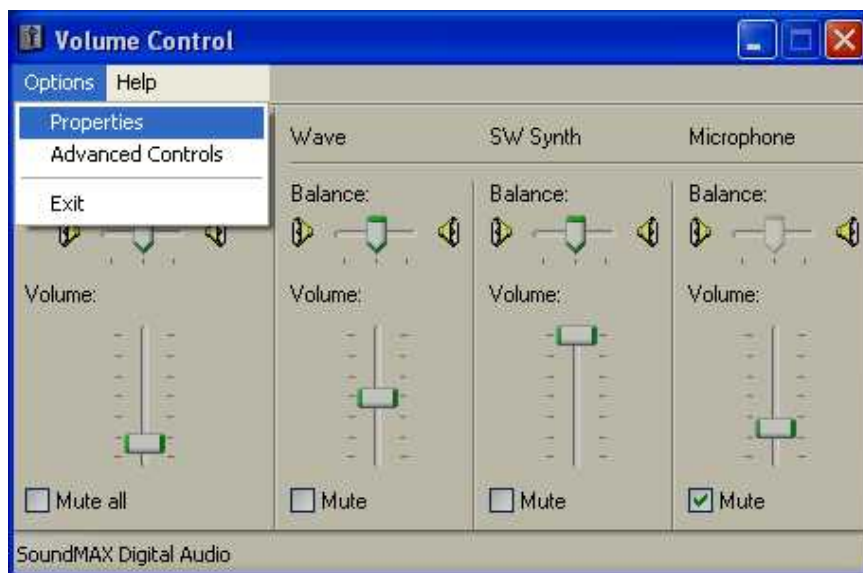 Volume Control
Options Help
Properties
Advanced Controls
Exit
Wave SW Synth Microphone
Balance: Balance: Balance:
Volume: Volume: Volume: Volume:
Mute all Mute Mute Mute
SoundMAX Digital Audio